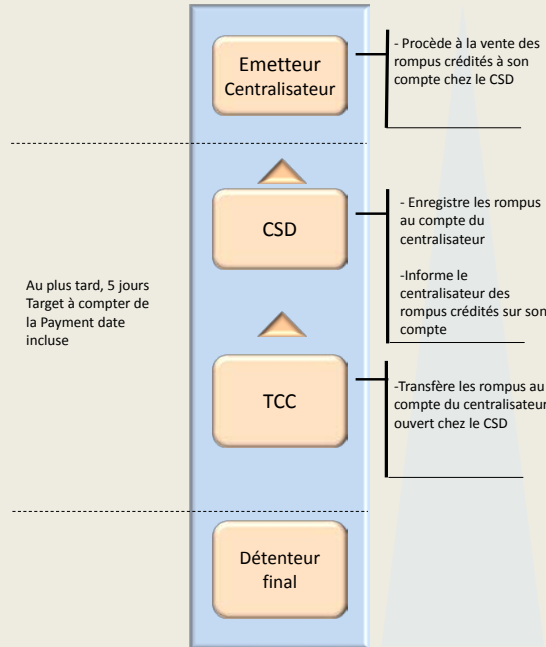 Emetteur
Centralisateur
- Procède à la vente des
rompus crédités à son
compte chez le CSD
CSD
- Enregistre les rompus
au compte du
centralisateur
-Informe le
centralisateur des
rompus crédités sur son
compte
Au plus tard, 5 jours
Target à compter de
la Payment date
incluse
TCC
-Transfère les rompus au
compte du centralisateur
ouvert chez le CSD
Détenteur
final